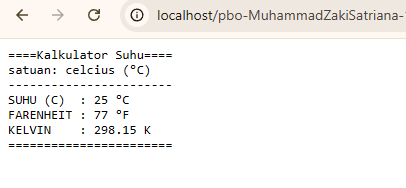 localhost/pbo-MuhammadZakiSatriana-
====Kalkulator Suhu====
satuan: celcius (°C)
-----------------------
SUHU (C)  : 25 °C
FARENHEIT : 77 °F
KELVIN    : 298.15 K
=======================